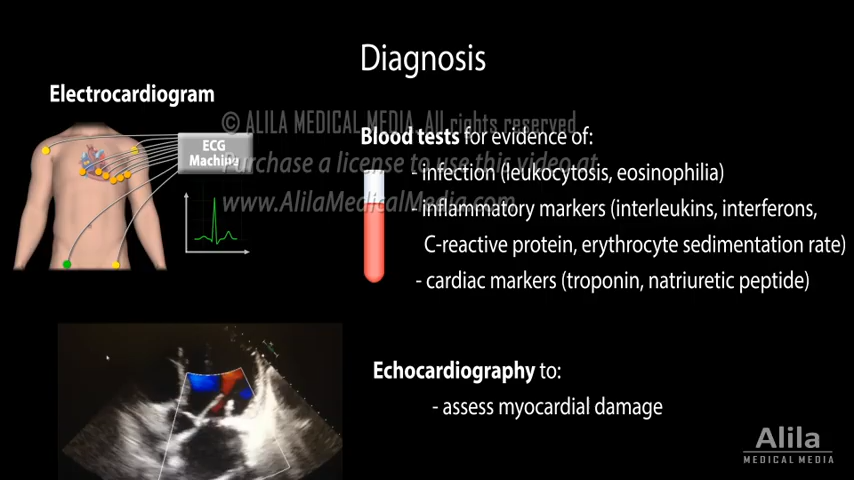 Diagnosis
Electrocardiogram
ECG
Machine
© ALILA MEDICAL MEDIA. All rights reserved.
Purchase a license to use this video at
www.AlilaMedicalMedia.com
Blood tests for evidence of:
- infection (leukocytosis, eosinophilia)
- inflammatory markers (interleukins, interferons,
C-reactive protein, erythrocyte sedimentation rate)
- cardiac markers (troponin, natriuretic peptide)
Echocardiography to:
- assess myocardial damage
Alila
MEDICAL MEDIA